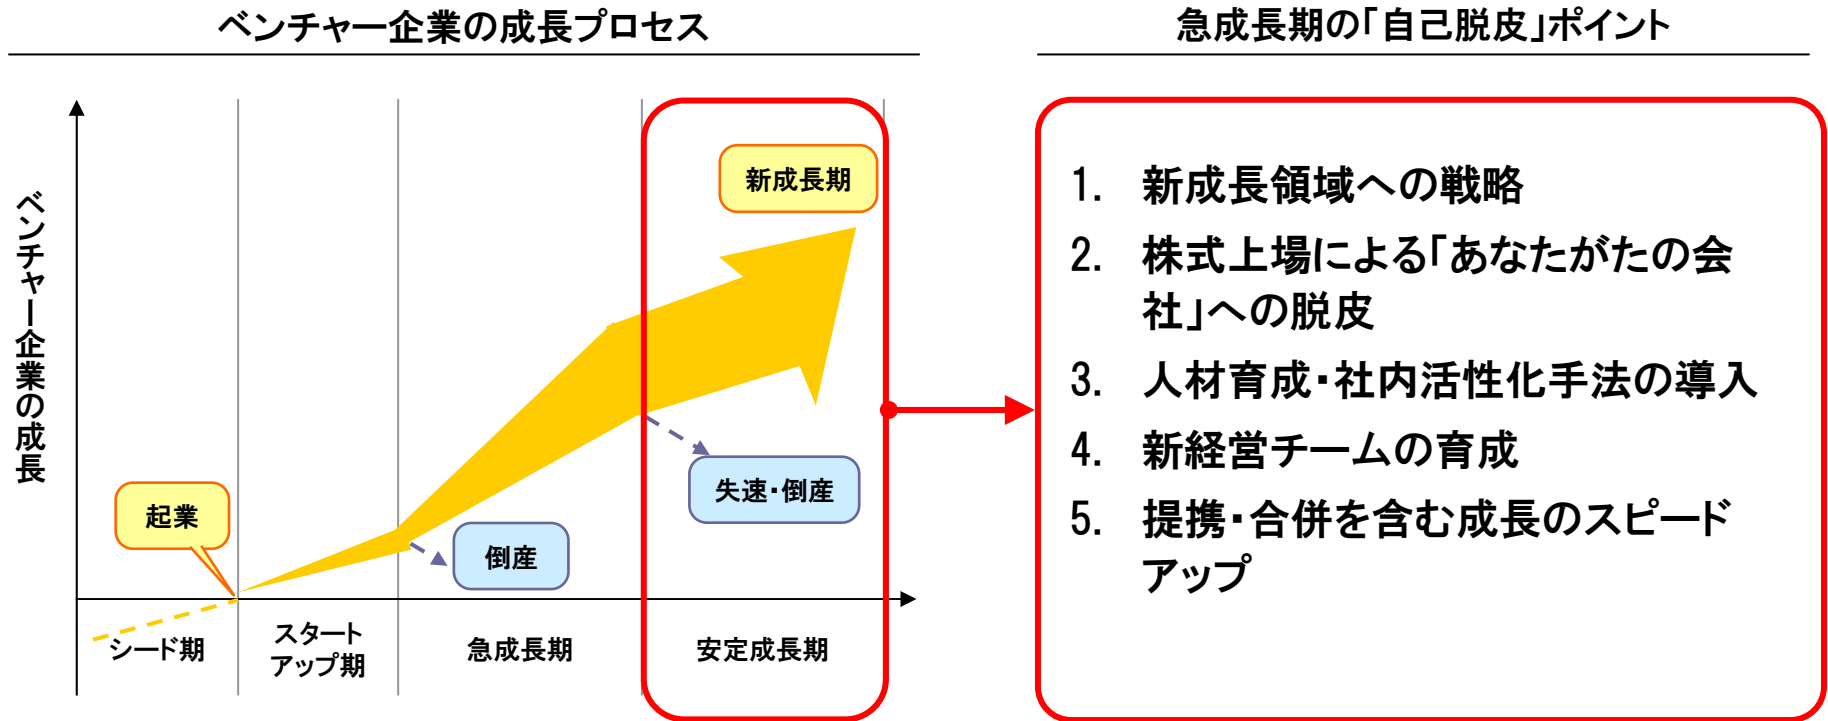 ベンチャー企業の成長プロセス
急成長期の「自己脱皮」ポイント
ベンチャー企業の成長
新成長期
起業
倒産
失速・倒産
シード期
スタート
アップ期
急成長期
安定成長期
1. 新成長領域への戦略
2. 株式上場による「あなたがたの会
社」への脱皮
3. 人材育成・社内活性化手法の導入
4. 新経営チームの育成
5. 提携・合併を含む成長のスピード
アップ